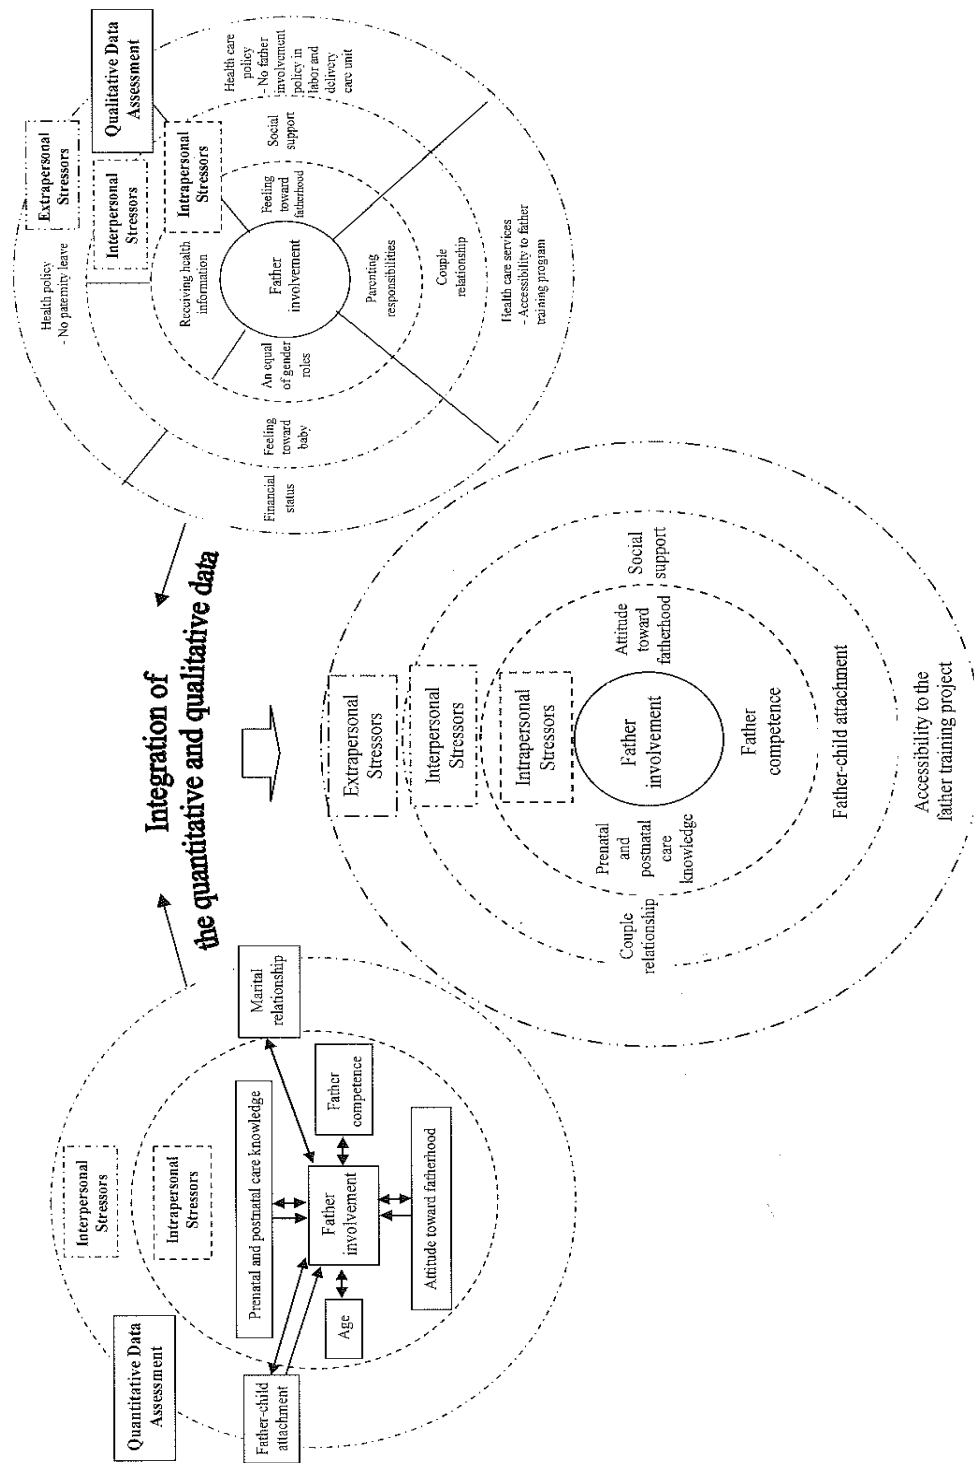 Quantitative Data
Assessment
Interpersonal
Stressors
Intrapersonal
Stressors
Prenatal and postnatal care knowledge
Father-child
attachment
Marital
relationship
Age
Father
involvement
Father
competence
Attitude toward fatherhood
Integration of
the quantitative and qualitative data
Qualitative Data
Assessment
Extrapersonal
Stressors
Interpersonal
Stressors
Intrapersonal
Stressors
Health policy
- No paternity leave
Receiving health
information
Financial
status
Feeling toward
baby
An equal
of gender
roles
Father
involvement
Feeling
toward
fatherhood
Social
support
Health care
policy
- No father
involvement
policy in
labor and
delivery
care unit
Parenting
responsibilities
Couple
relationship
Health care services
- Accessibility to father
training program
Extrapersonal
Stressors
Interpersonal
Stressors
Intrapersonal
Stressors
Couple
relationship
Prenatal and
postnatal
care
knowledge
Father
involvement
Attitude
toward
fatherhood
Social
support
Father
competence
Father-child attachment
Accessibility to the
father training project